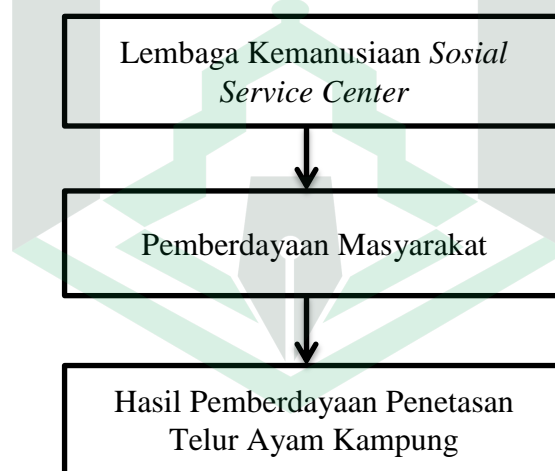 Lembaga Kemanusiaan Sosial
Service Center
Pemberdayaan Masyarakat
Hasil Pemberdayaan Penetasan
Telur Ayam Kampung